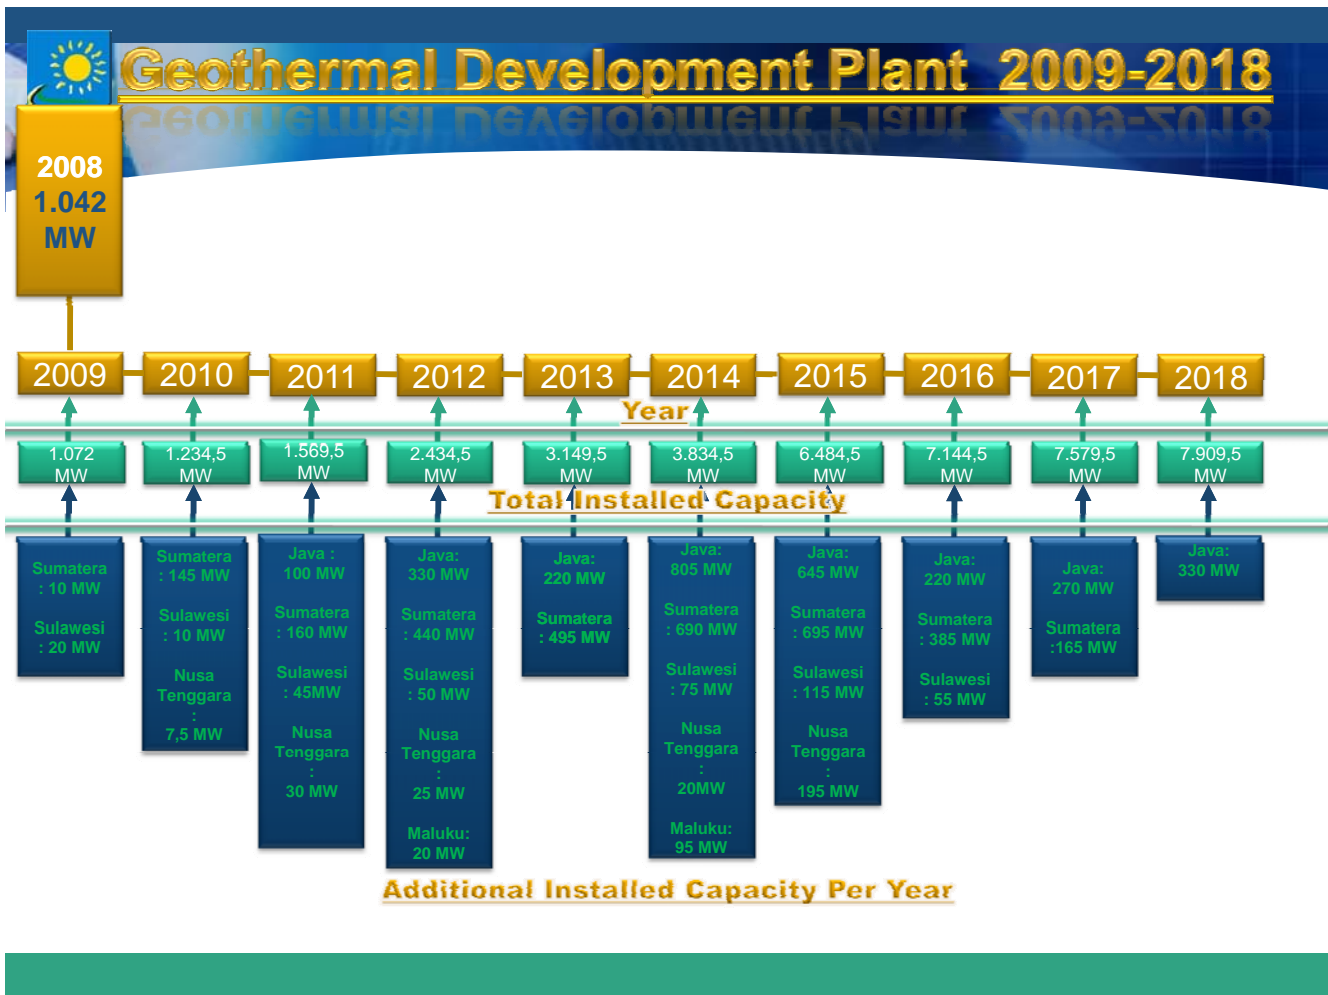 Geothermal Development Plant 2009-2018
2008
1.042
MW
2009
2010
2011
2012
2013
2014
2015
2016
2017
2018
Year
1.072
MW
1.234,5
MW
1.569,5
MW
2.434,5
MW
3.149,5
MW
3.834,5
MW
6.484,5
MW
7.144,5
MW
7.579,5
MW
7.909,5
MW
Total Installed Capacity
Sumatera
: 10 MW
Sulawesi
: 20 MW
Sumatera
: 145 MW
Sulawesi
: 10 MW
Nusa
Tenggara
:
7,5 MW
Java :
100 MW
Sumatera
: 160 MW
Sulawesi
: 45MW
Nusa
Tenggara
:
30 MW
Java:
330 MW
Sumatera
: 440 MW
Sulawesi
: 50 MW
Nusa
Tenggara
:
25 MW
Maluku:
20 MW
Java:
220 MW
Sumatera
: 495 MW
Java:
805 MW
Sumatera
: 690 MW
Sulawesi
: 75 MW
Nusa
Tenggara
:
20MW
Maluku:
95 MW
Java:
645 MW
Sumatera
: 695 MW
Sulawesi
: 115 MW
Nusa
Tenggara
:
195 MW
Java:
220 MW
Sumatera
: 385 MW
Sulawesi
: 55 MW
Java:
270 MW
Sumatera
:165 MW
Java:
330 MW
Additional Installed Capacity Per Year